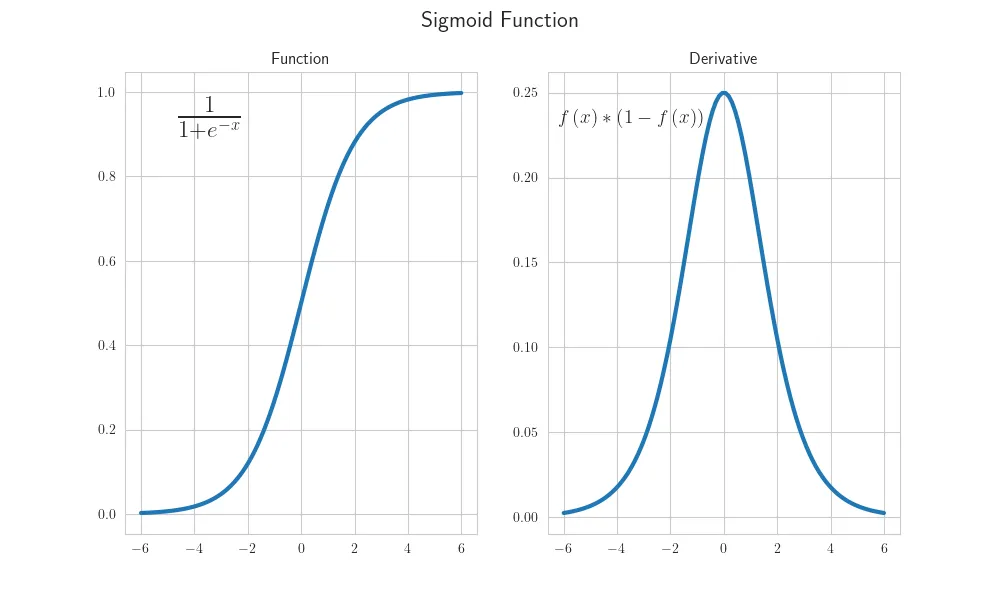 Sigmoid Function
Function
1.0
0.8
0.6
0.4
0.2
0.0
1
1+e^{−x}
−6 −4 −2 0 2 4 6
Derivative
0.25
0.20
0.15
0.10
0.05
0.00
f (x) ∗ (1 − f (x))
−6 −4 −2 0 2 4 6